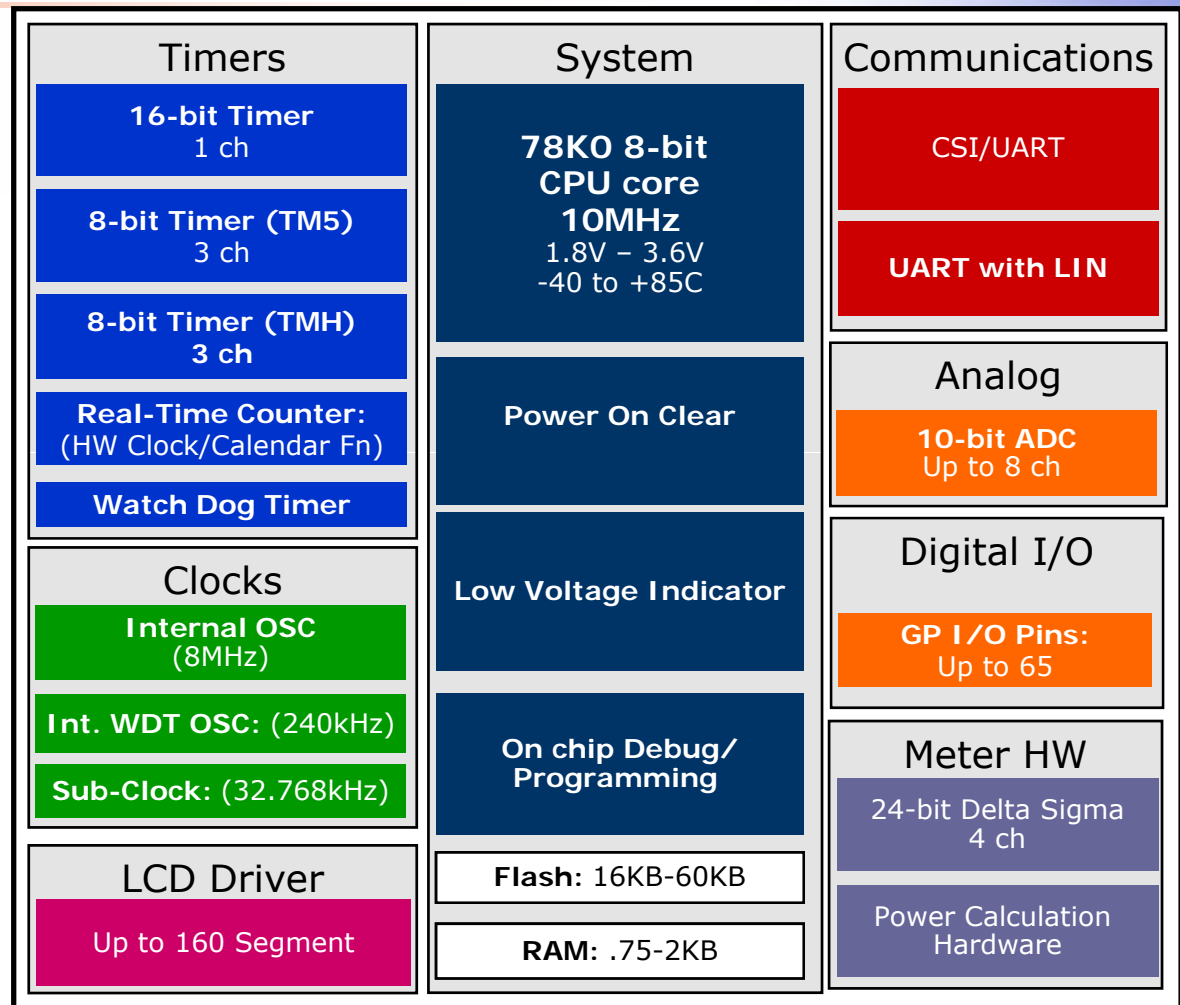 Timers
16-bit Timer
1 ch
8-bit Timer (TM5)
3 ch
8-bit Timer (TMH)
3 ch
Real-Time Counter:
(HW Clock/Calendar Fn)
Watch Dog Timer
Clocks
Internal OSC
(8MHz)
Int. WDT OSC: (240kHz)
Sub-Clock: (32.768kHz)
LCD Driver
Up to 160 Segment
System
78K0 8-bit
CPU core
10MHz
1.8V – 3.6V
-40 to +85C
Power On Clear
Low Voltage Indicator
On chip Debug/
Programming
Flash: 16KB-60KB
RAM: .75-2KB
Communications
CSI/UART
UART with LIN
Analog
10-bit ADC
Up to 8 ch
Digital I/O
GP I/O Pins:
Up to 65
Meter HW
24-bit Delta Sigma
4 ch
Power Calculation
Hardware